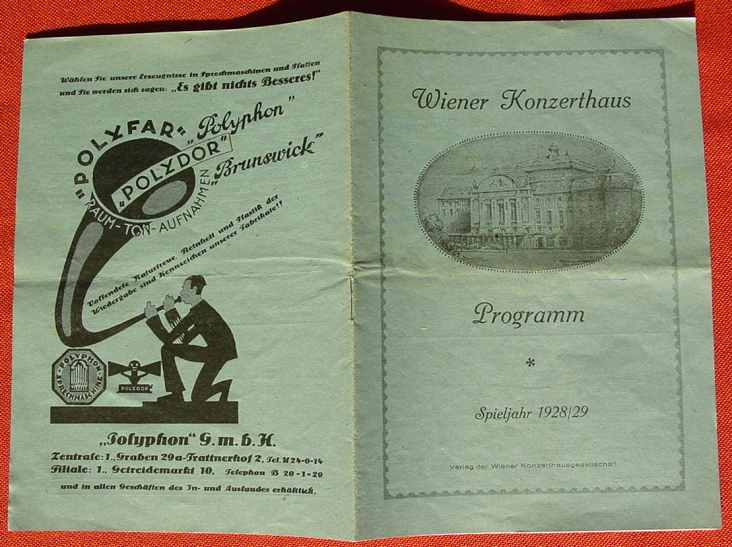 Wählen Sie unsere Erzeugnisse in Sprechmaschinen und Platten
und Sie werden sich sagen: „Es gibt nichts Besseres!"
„POLYFAR" „Polyphon"
„POLYDOR" „Brunswick"
RAUM-TON-AUFNAHMEN
Vollendete Naturtreue, Reinheit und Plastik der
Wiedergabe sind Kennzeichen unserer Fabrikate!!
POLYPHON
SPRECHMASCHINE
POLYDOR
„Polyphon" G. m. b. H.
Zentrale: 1., Graben 29a-Trattnerhof 2, Tel. U 24-0-14
Filiale: 1., Getreidemarkt 10, Telephon B 20-1-20
und in allen Geschäften des In- und Auslandes erhältlich.
Wiener Konzerthaus
Programm
*
Spieljahr 1928/29
Verlag der Wiener Konzerthausgesellschaft